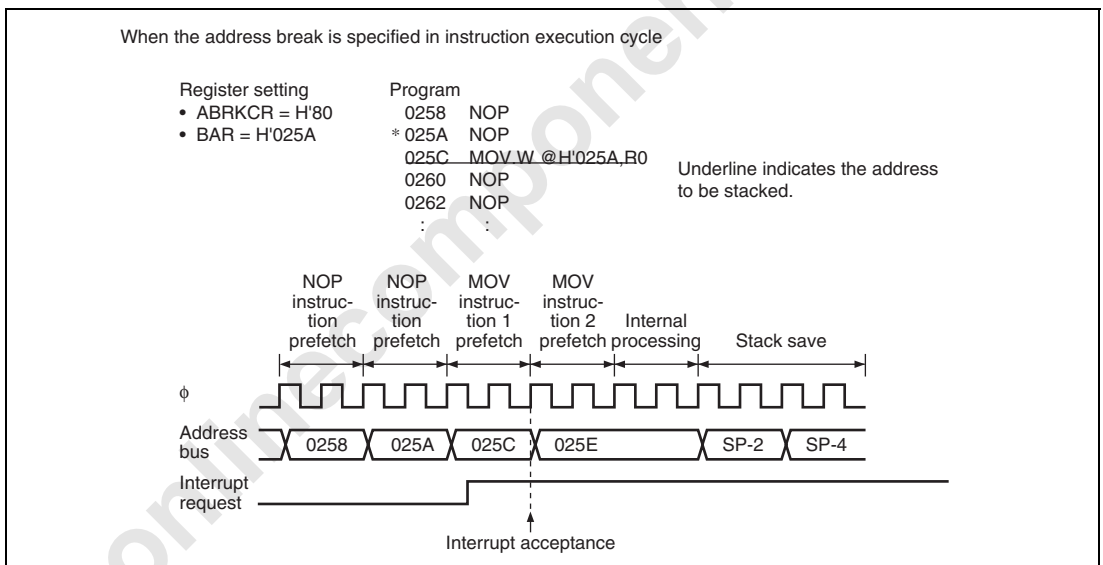 When the address break is specified in instruction execution cycle
Register setting
• ABRKCR = H'80
• BAR = H'025A
Program
0258 NOP
* 025A NOP
025C MOV.W @H'025A,R0
0260 NOP
0262 NOP
: :
Underline indicates the address
to be stacked.
NOP
instruc-
tion
prefetch
NOP
instruc-
tion
prefetch
MOV
instruc-
tion 1
prefetch
MOV
instruc-
tion 2
prefetch
Internal
processing
Stack save
φ
Address
bus
0258 025A 025C 025E SP-2 SP-4
Interrupt
request
Interrupt acceptance
onlinecomponen